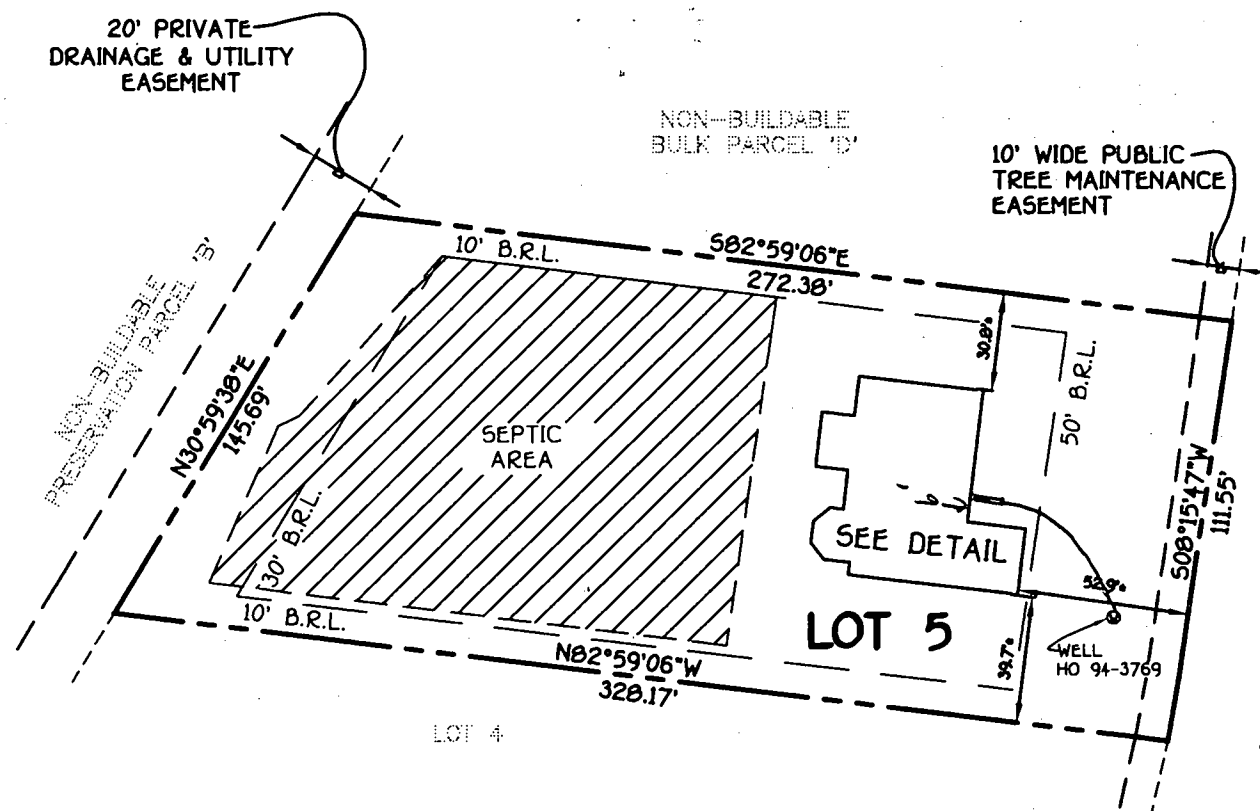 20' PRIVATE
DRAINAGE & UTILITY
EASEMENT
NON-BUILDABLE
BULK PARCEL 'D'
10' WIDE PUBLIC
TREE MAINTENANCE
EASEMENT
NON-BUILDABLE
PRESERVATION PARCEL 'B'
N30°59'38"E
145.69'
10' B.R.L.
S82°59'06"E
272.38'
30.8'±
50' B.R.L.
S08°15'47"W
111.55'
SEPTIC
AREA
30' B.R.L.
SEE DETAIL
52.9'±
LOT 5
39.7'±
WELL
HO 94-3769
10' B.R.L.
N82°59'06"W
328.17'
LOT 4